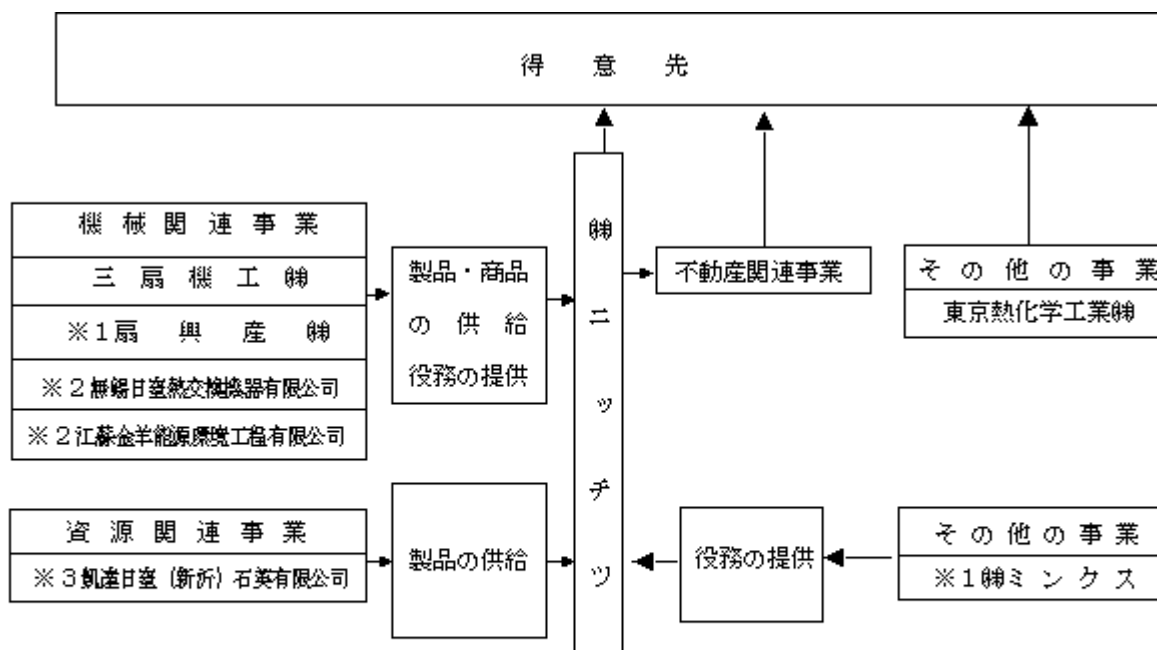 得意先
機械関連事業
三扇機工㈱
※1扇興産㈱
※2無錫日窒熱交換機器有限公司
※2江蘇金羊能源環境工程有限公司
製品・商品
の供給
役務の提供
㈱ニッチツ
不動産関連事業
その他の事業
東京熱化学工業㈱
資源関連事業
※3凱達日窒(新沂)石英有限公司
製品の供給
役務の提供
その他の事業
※1㈱ミンクス